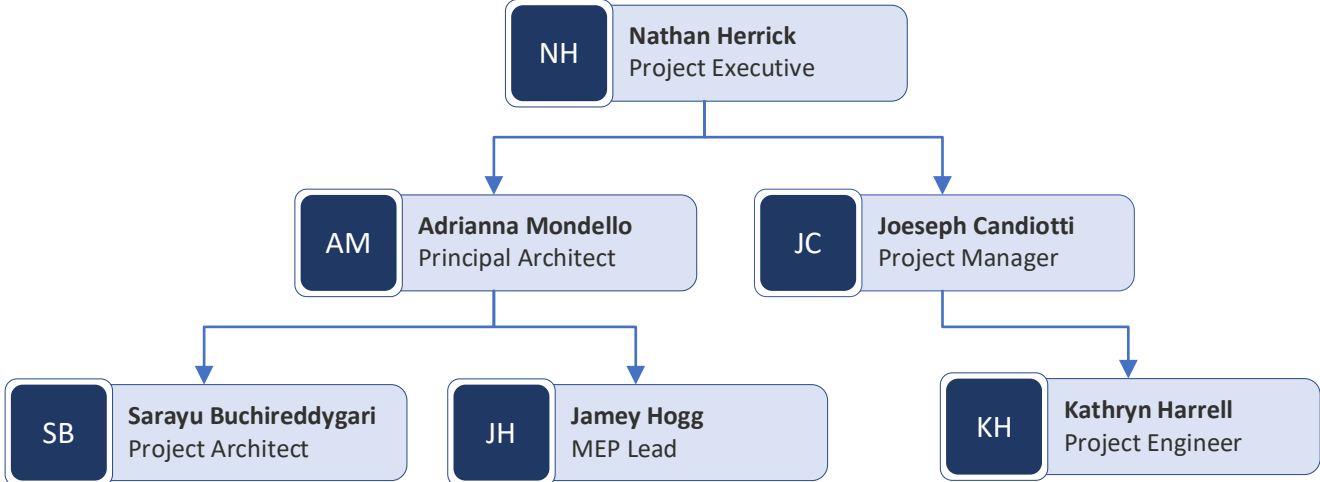 NH
Nathan Herrick
Project Executive
AM
Adrianna Mondello
Principal Architect
JC
Joeseph Candiotti
Project Manager
SB
Sarayu Buchireddygari
Project Architect
JH
Jamey Hogg
MEP Lead
KH
Kathryn Harrell
Project Engineer